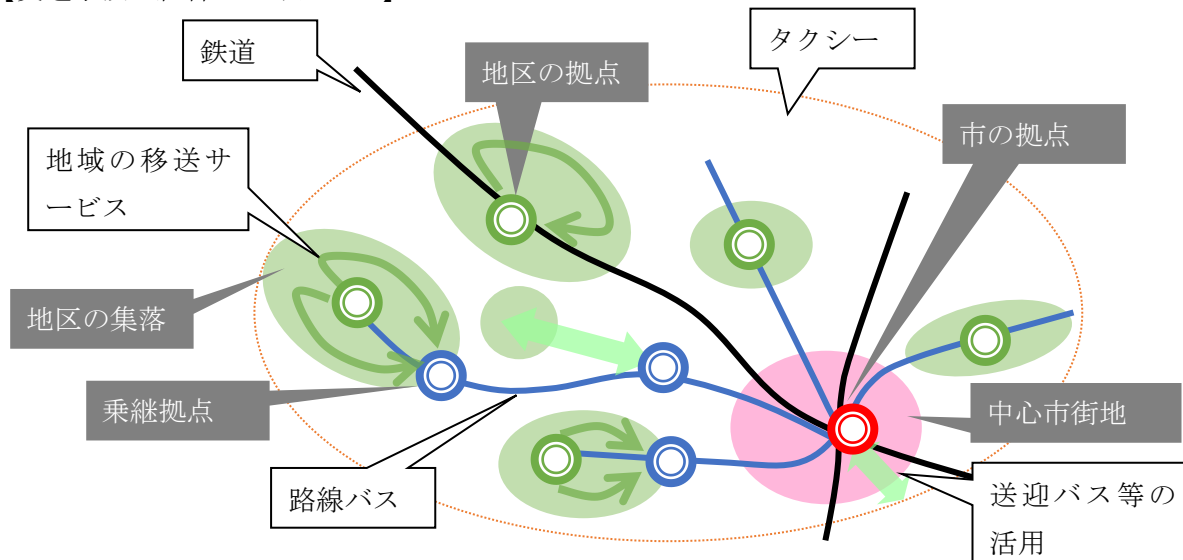 鉄道
タクシー
地区の拠点
市の拠点
地域の移送サ
ービス
地区の集落
乗継拠点
中心市街地
路線バス
送迎バス等の
活用